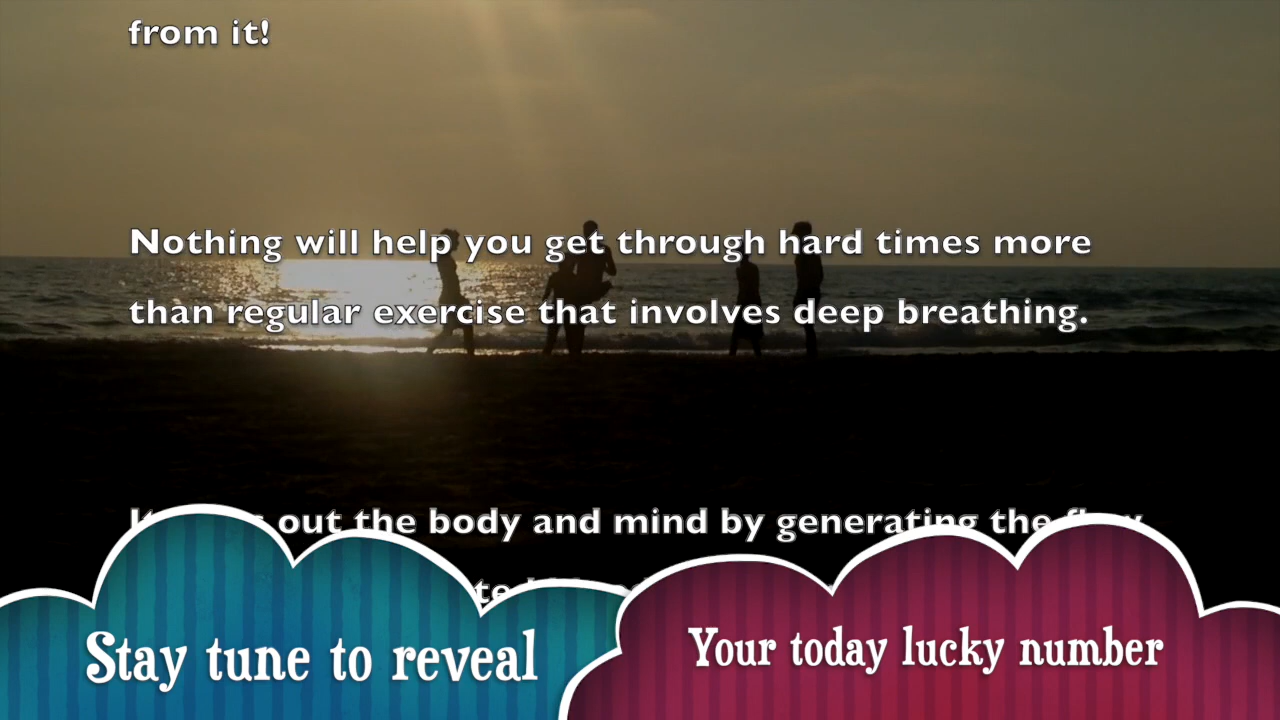 from it!
Nothing will help you get through hard times more
than regular exercise that involves deep breathing.
out the body and mind by generating the flow
Stay tune to reveal
Your today lucky number